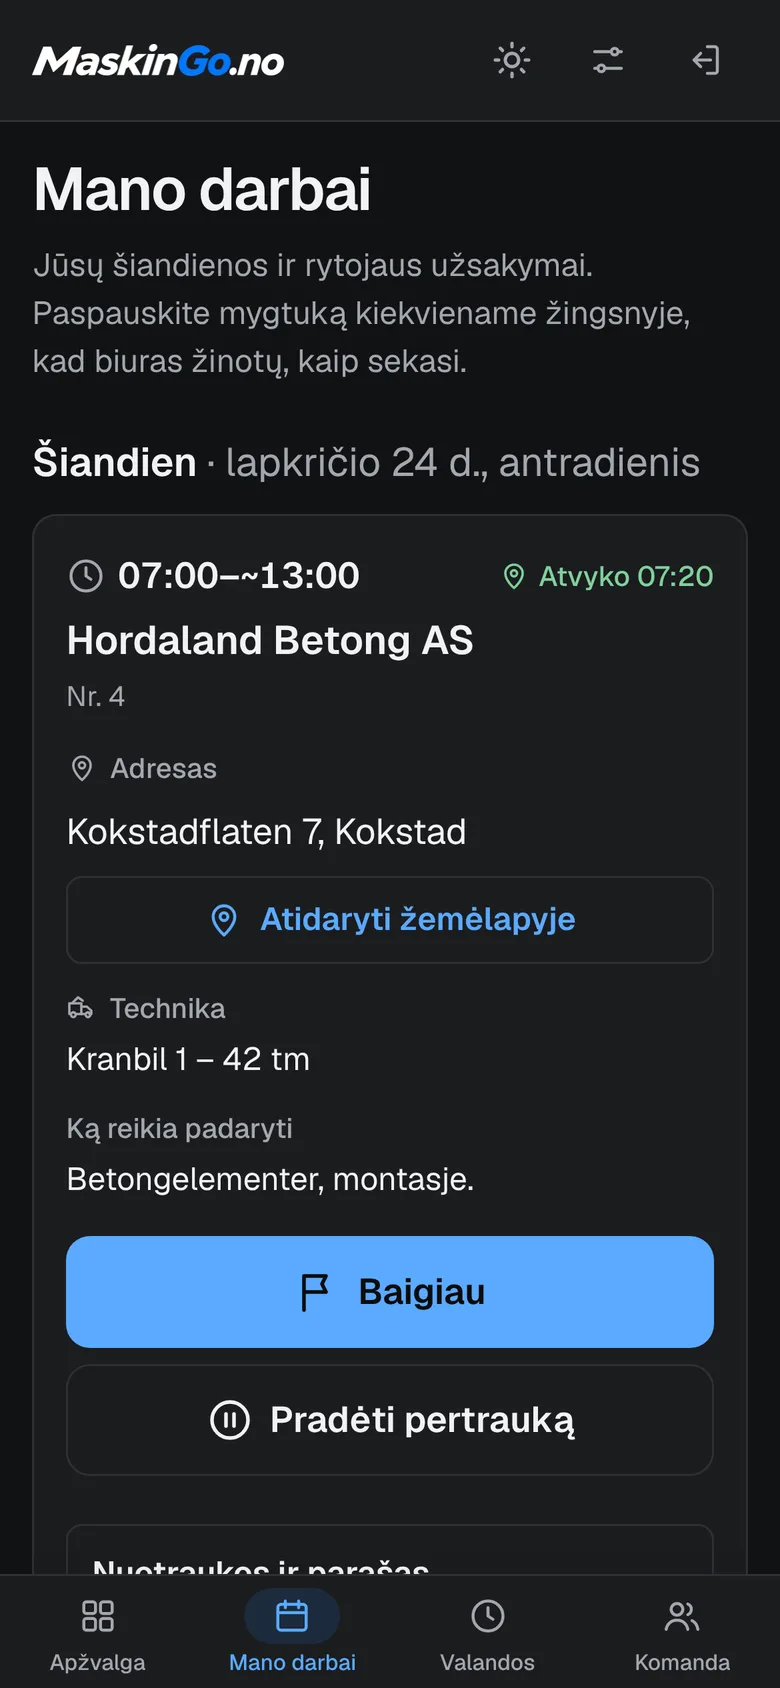 MaskinGo.no
Mano darbai
Jūsų šiandienos ir rytojaus užsakymai.
Paspauskite mygtuką kiekviename žingsnyje,
kad biuras žinotų, kaip sekasi.
Šiandien · lapkričio 24 d., antradienis
07:00–~13:00
Atvyko 07:20
Hordaland Betong AS
Nr. 4
Adresas
Kokstadflaten 7, Kokstad
Atidaryti žemėlapyje
Technika
Kranbil 1 – 42 tm
Ką reikia padaryti
Betongelementer, montasje.
Baigiau
Pradėti pertrauką
Nuotraukos ir parašas
Apžvalga
Mano darbai
Valandos
Komanda